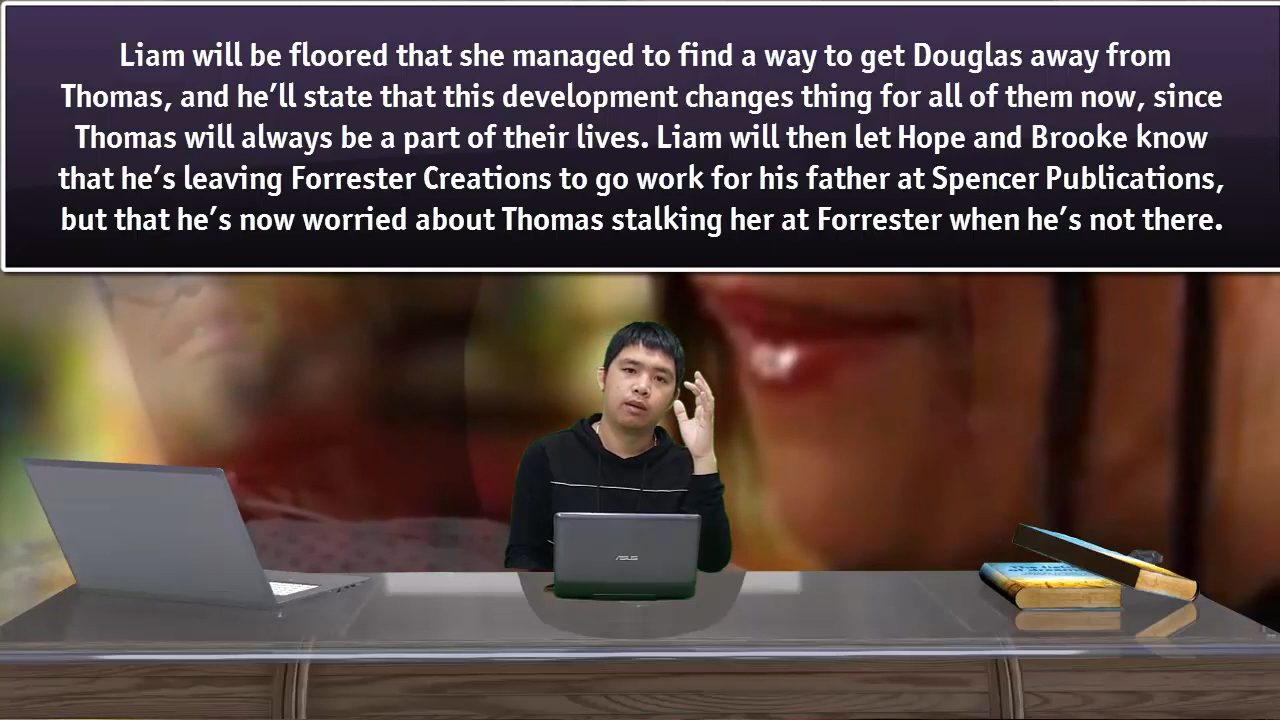 Liam will be floored that she managed to find a way to get Douglas away from
Thomas, and he’ll state that this development changes thing for all of them now, since
Thomas will always be a part of their lives. Liam will then let Hope and Brooke know
that he’s leaving Forrester Creations to go work for his father at Spencer Publications,
but that he’s now worried about Thomas stalking her at Forrester when he’s not there.
ASUS